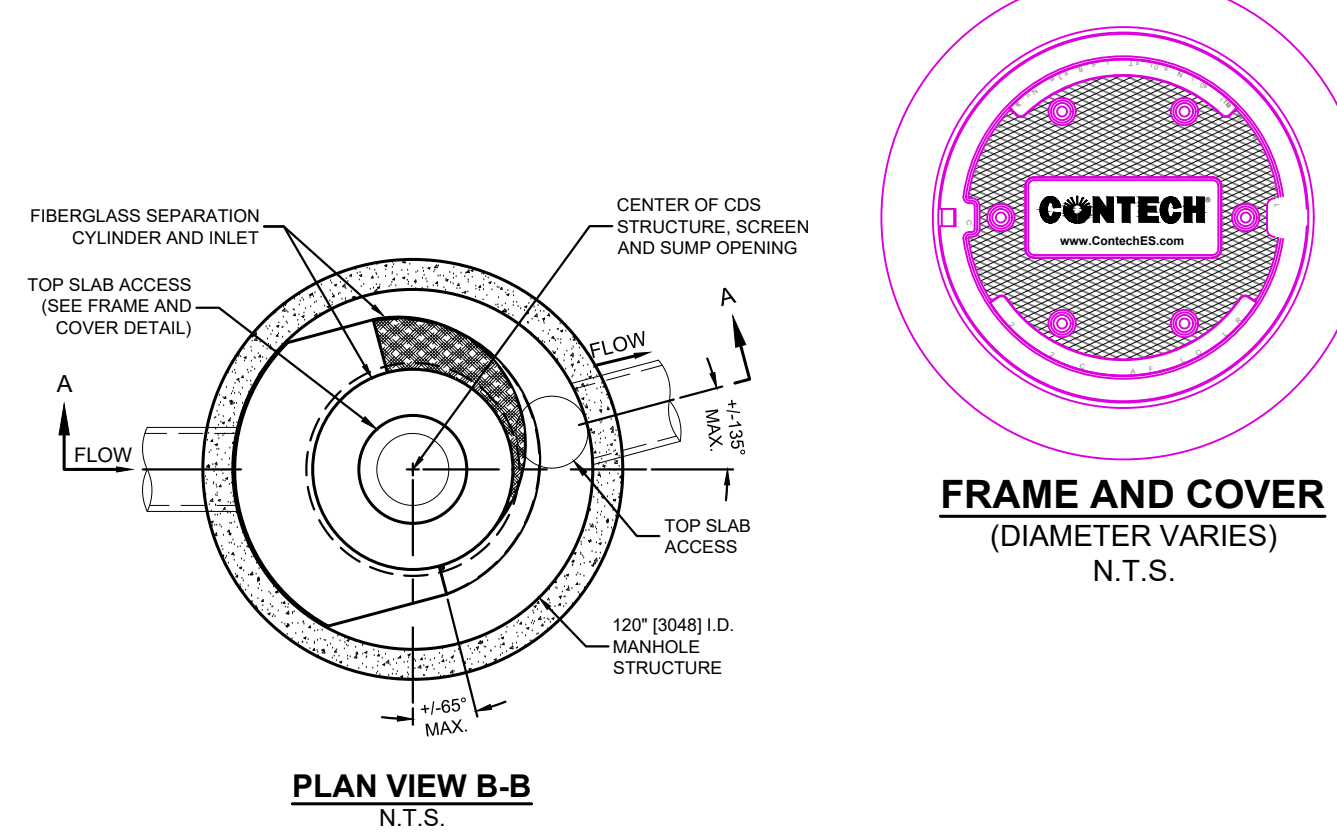 FIBERGLASS SEPARATION
CYLINDER AND INLET
TOP SLAB ACCESS
(SEE FRAME AND
COVER DETAIL)
CENTER OF CDS
STRUCTURE, SCREEN
AND SUMP OPENING
A
FLOW
A
FLOW
+/-135°
MAX.
TOP SLAB
ACCESS
120" [3048] I.D.
MANHOLE
STRUCTURE
+/-65°
MAX.
PLAN VIEW B-B
N.T.S.
CONTECH®
www.ContechES.com
FRAME AND COVER
(DIAMETER VARIES)
N.T.S.